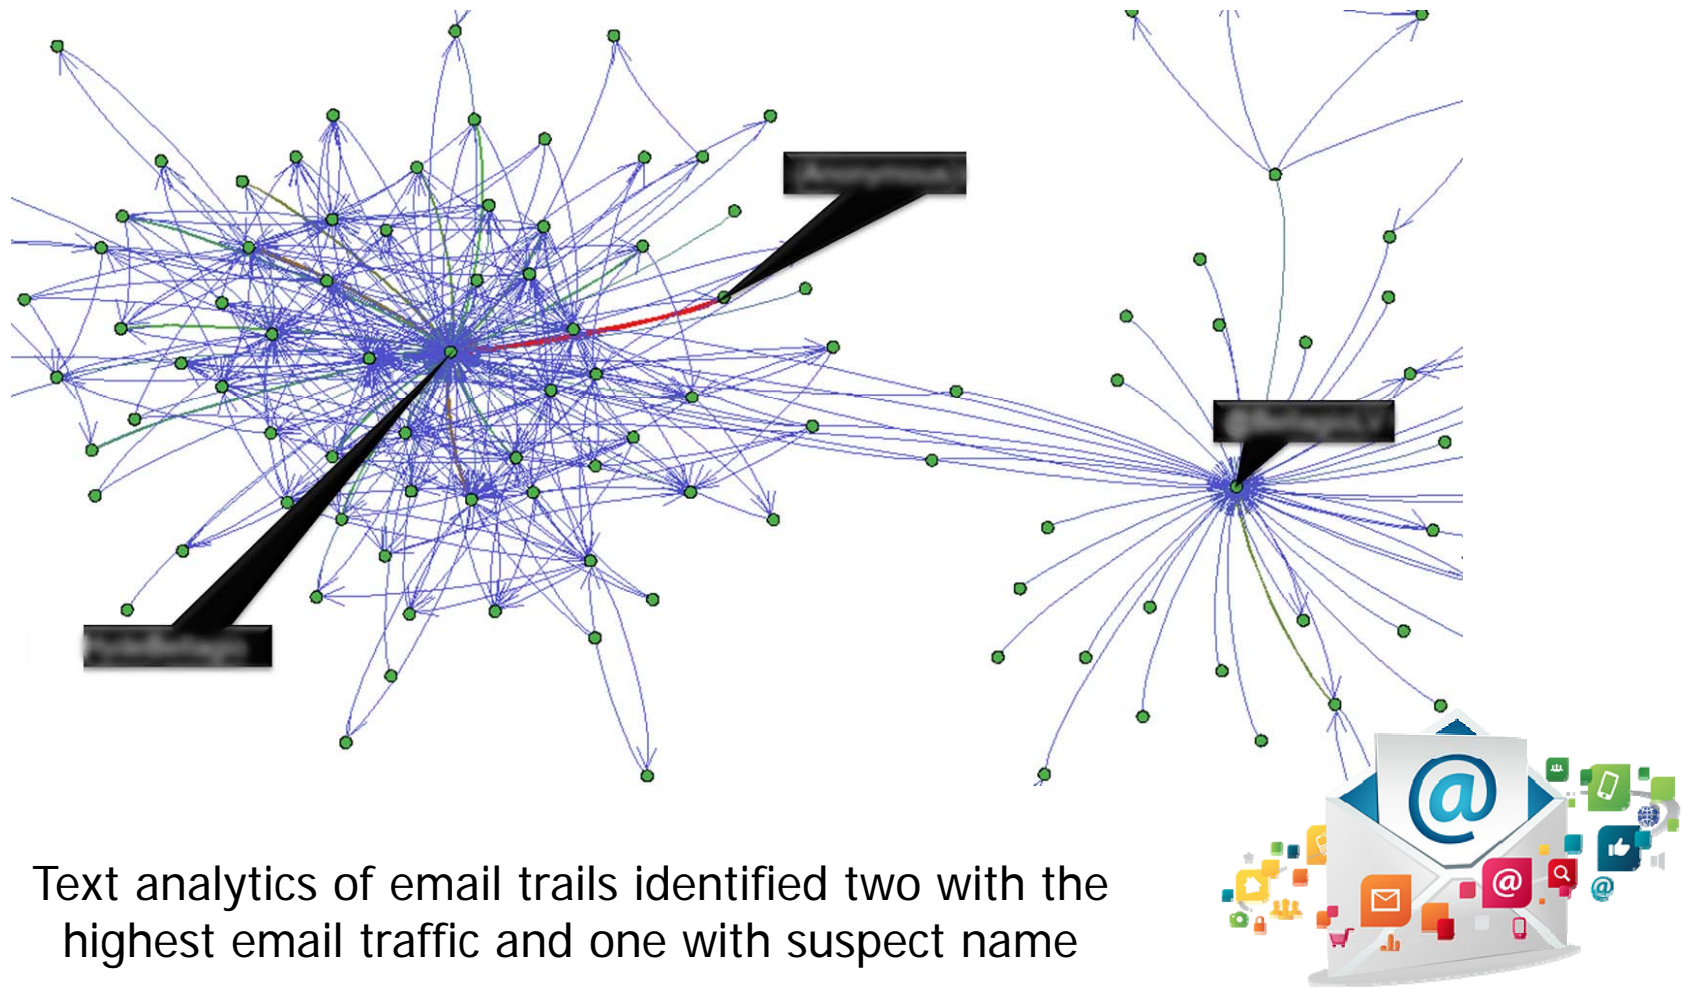 Text analytics of email trails identified two with the
highest email traffic and one with suspect name